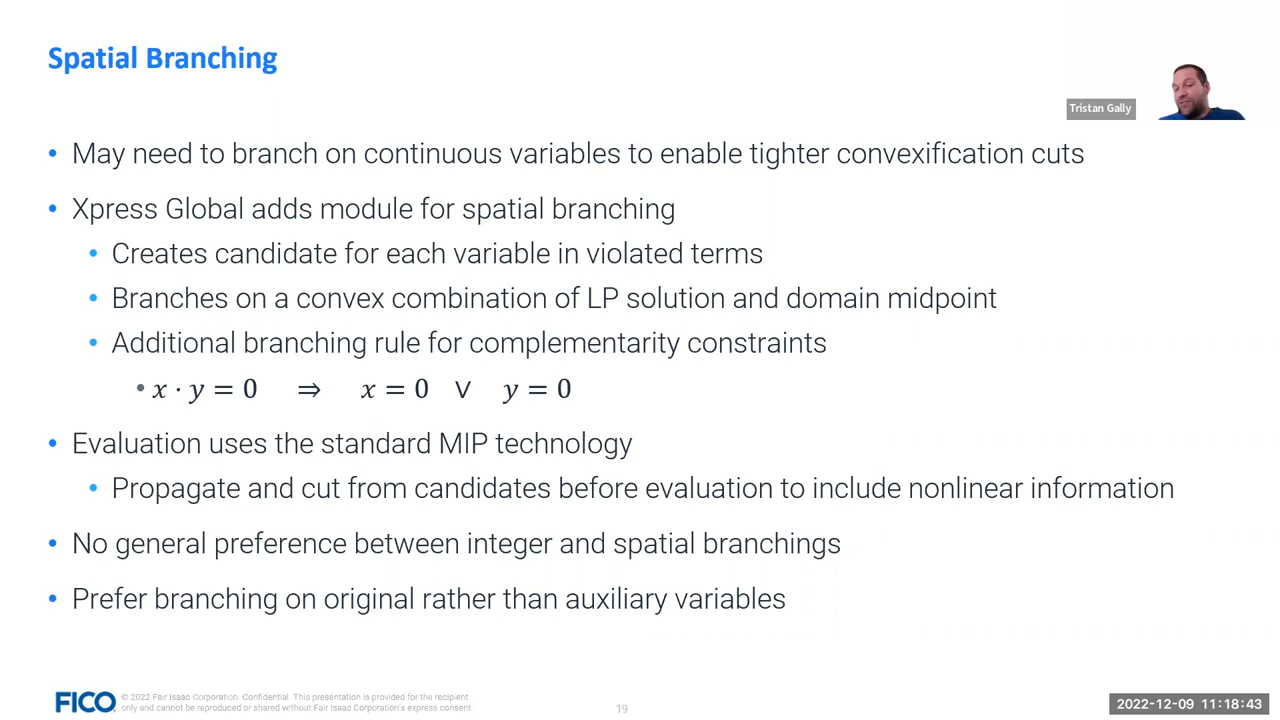 Spatial Branching
Tristan Gally
• May need to branch on continuous variables to enable tighter convexification cuts
• Xpress Global adds module for spatial branching
• Creates candidate for each variable in violated terms
• Branches on a convex combination of LP solution and domain midpoint
• Additional branching rule for complementarity constraints
• x · y = 0 ⇒ x = 0 ∨ y = 0
• Evaluation uses the standard MIP technology
• Propagate and cut from candidates before evaluation to include nonlinear information
• No general preference between integer and spatial branchings
• Prefer branching on original rather than auxiliary variables
FICO
© 2022 Fair Isaac Corporation. Confidential. This presentation is provided for the recipient
only and cannot be reproduced or shared without Fair Isaac Corporation's express consent.
19
2022-12-09 11:18:43